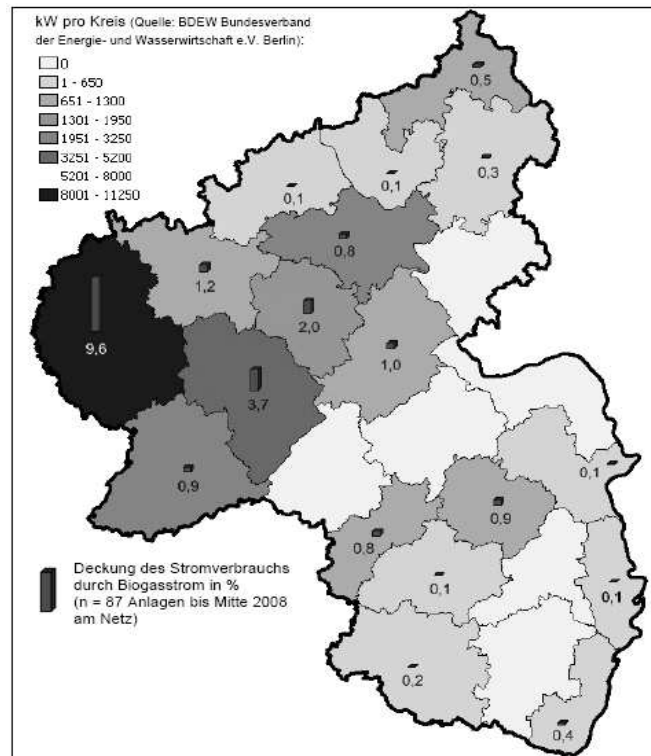 kW pro Kreis (Quelle: BDEW Bundesverband
der Energie- und Wasserwirtschaft e.V. Berlin):
0
1 - 650
651 - 1300
1301 - 1950
1951 - 3250
3251 - 5200
5201 - 8000
8001 - 11250
0,5
0,1
0,1
0,3
0,8
1,2
2,0
9,6
1,0
3,7
0,1
0,9
0,9
0,8
0,1
0,1
0,2
0,4
Deckung des Stromverbrauchs
durch Biogasstrom in %
(n = 87 Anlagen bis Mitte 2008
am Netz)